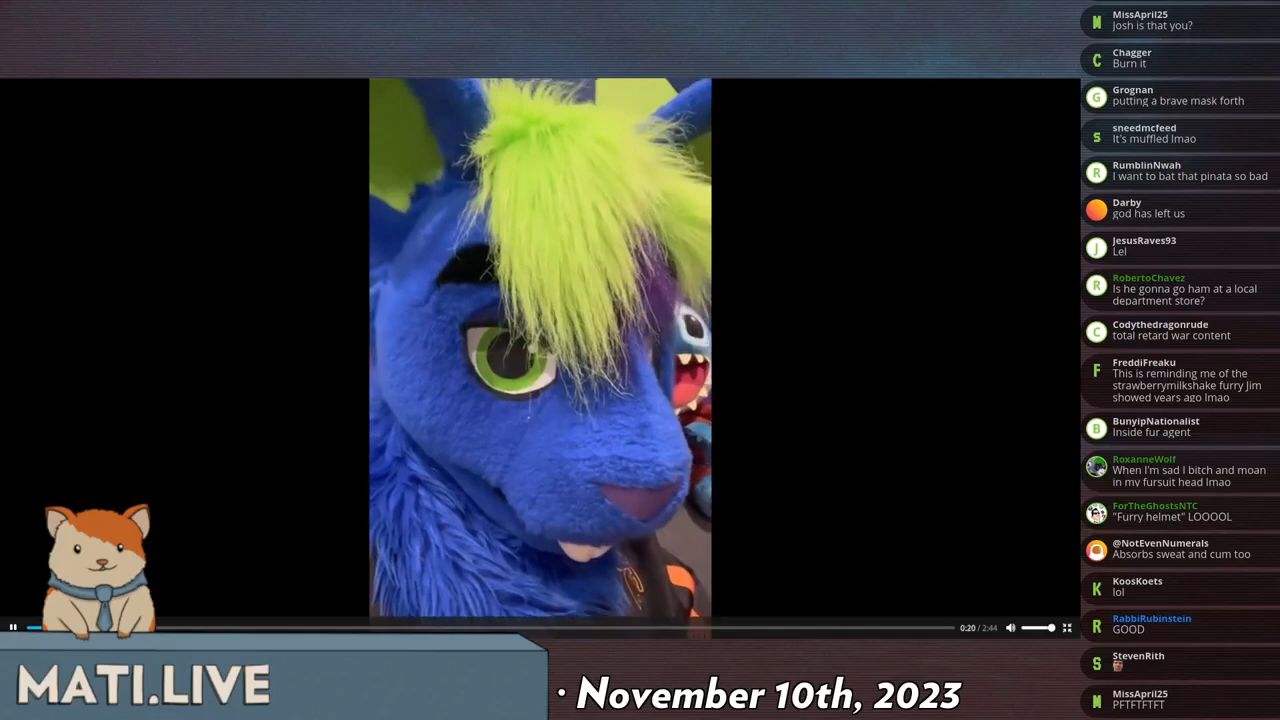 MissApril25
Josh is that you?
Chagger
Burn it
Grognan
putting a brave mask forth
sneedmcfeed
It's muffled lmao
RumblinNwah
I want to bat that pinata so bad
Darby
god has left us
JesusRaves93
Lel
RobertoChavez
Is he gonna go ham at a local
department store?
Codythedragonrude
total retard war content
FreddiFreaku
This is reminding me of the
strawberrymilkshake furry Jim
showed years ago lmao
BunyipNationalist
Inside fur agent
RoxanneWolf
When I'm sad I bitch and moan
in my fursuit head lmao
ForTheGhostsNTC
"Furry helmet" LOOOOL
@NotEvenNumerals
Absorbs sweat and cum too
KoosKoets
lol
RabbiRubinstein
GOOD
StevenRith
MissApril25
PFTFTFTFT
0:20 / 2:44
MATI.LIVE
· November 10th, 2023